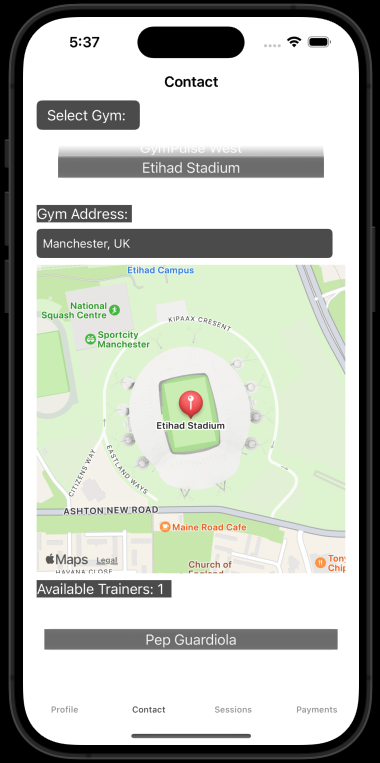 5:37
Contact
Select Gym:
GymPulse West
Etihad Stadium
Gym Address:
Manchester, UK
Etihad Campus
National
Squash Centre
KIPAAX CRESENT
Sportcity
Manchester
Etihad Stadium
CITIZENS WAY
EASTLAND WAYS
ASHTON NEW ROAD
Maine Road Cafe
Maps
Legal
HAVANA CLOSE
Church of
England
Tony
Chip
Available Trainers: 1
Pep Guardiola
Profile
Contact
Sessions
Payments